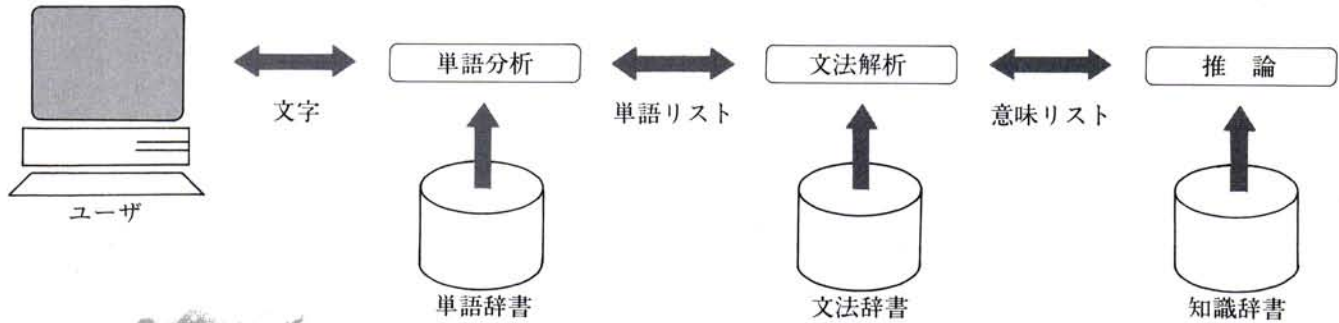 単語分析
文法解析
推 論
文字
単語リスト
意味リスト
ユーザ
単語辞書
文法辞書
知識辞書